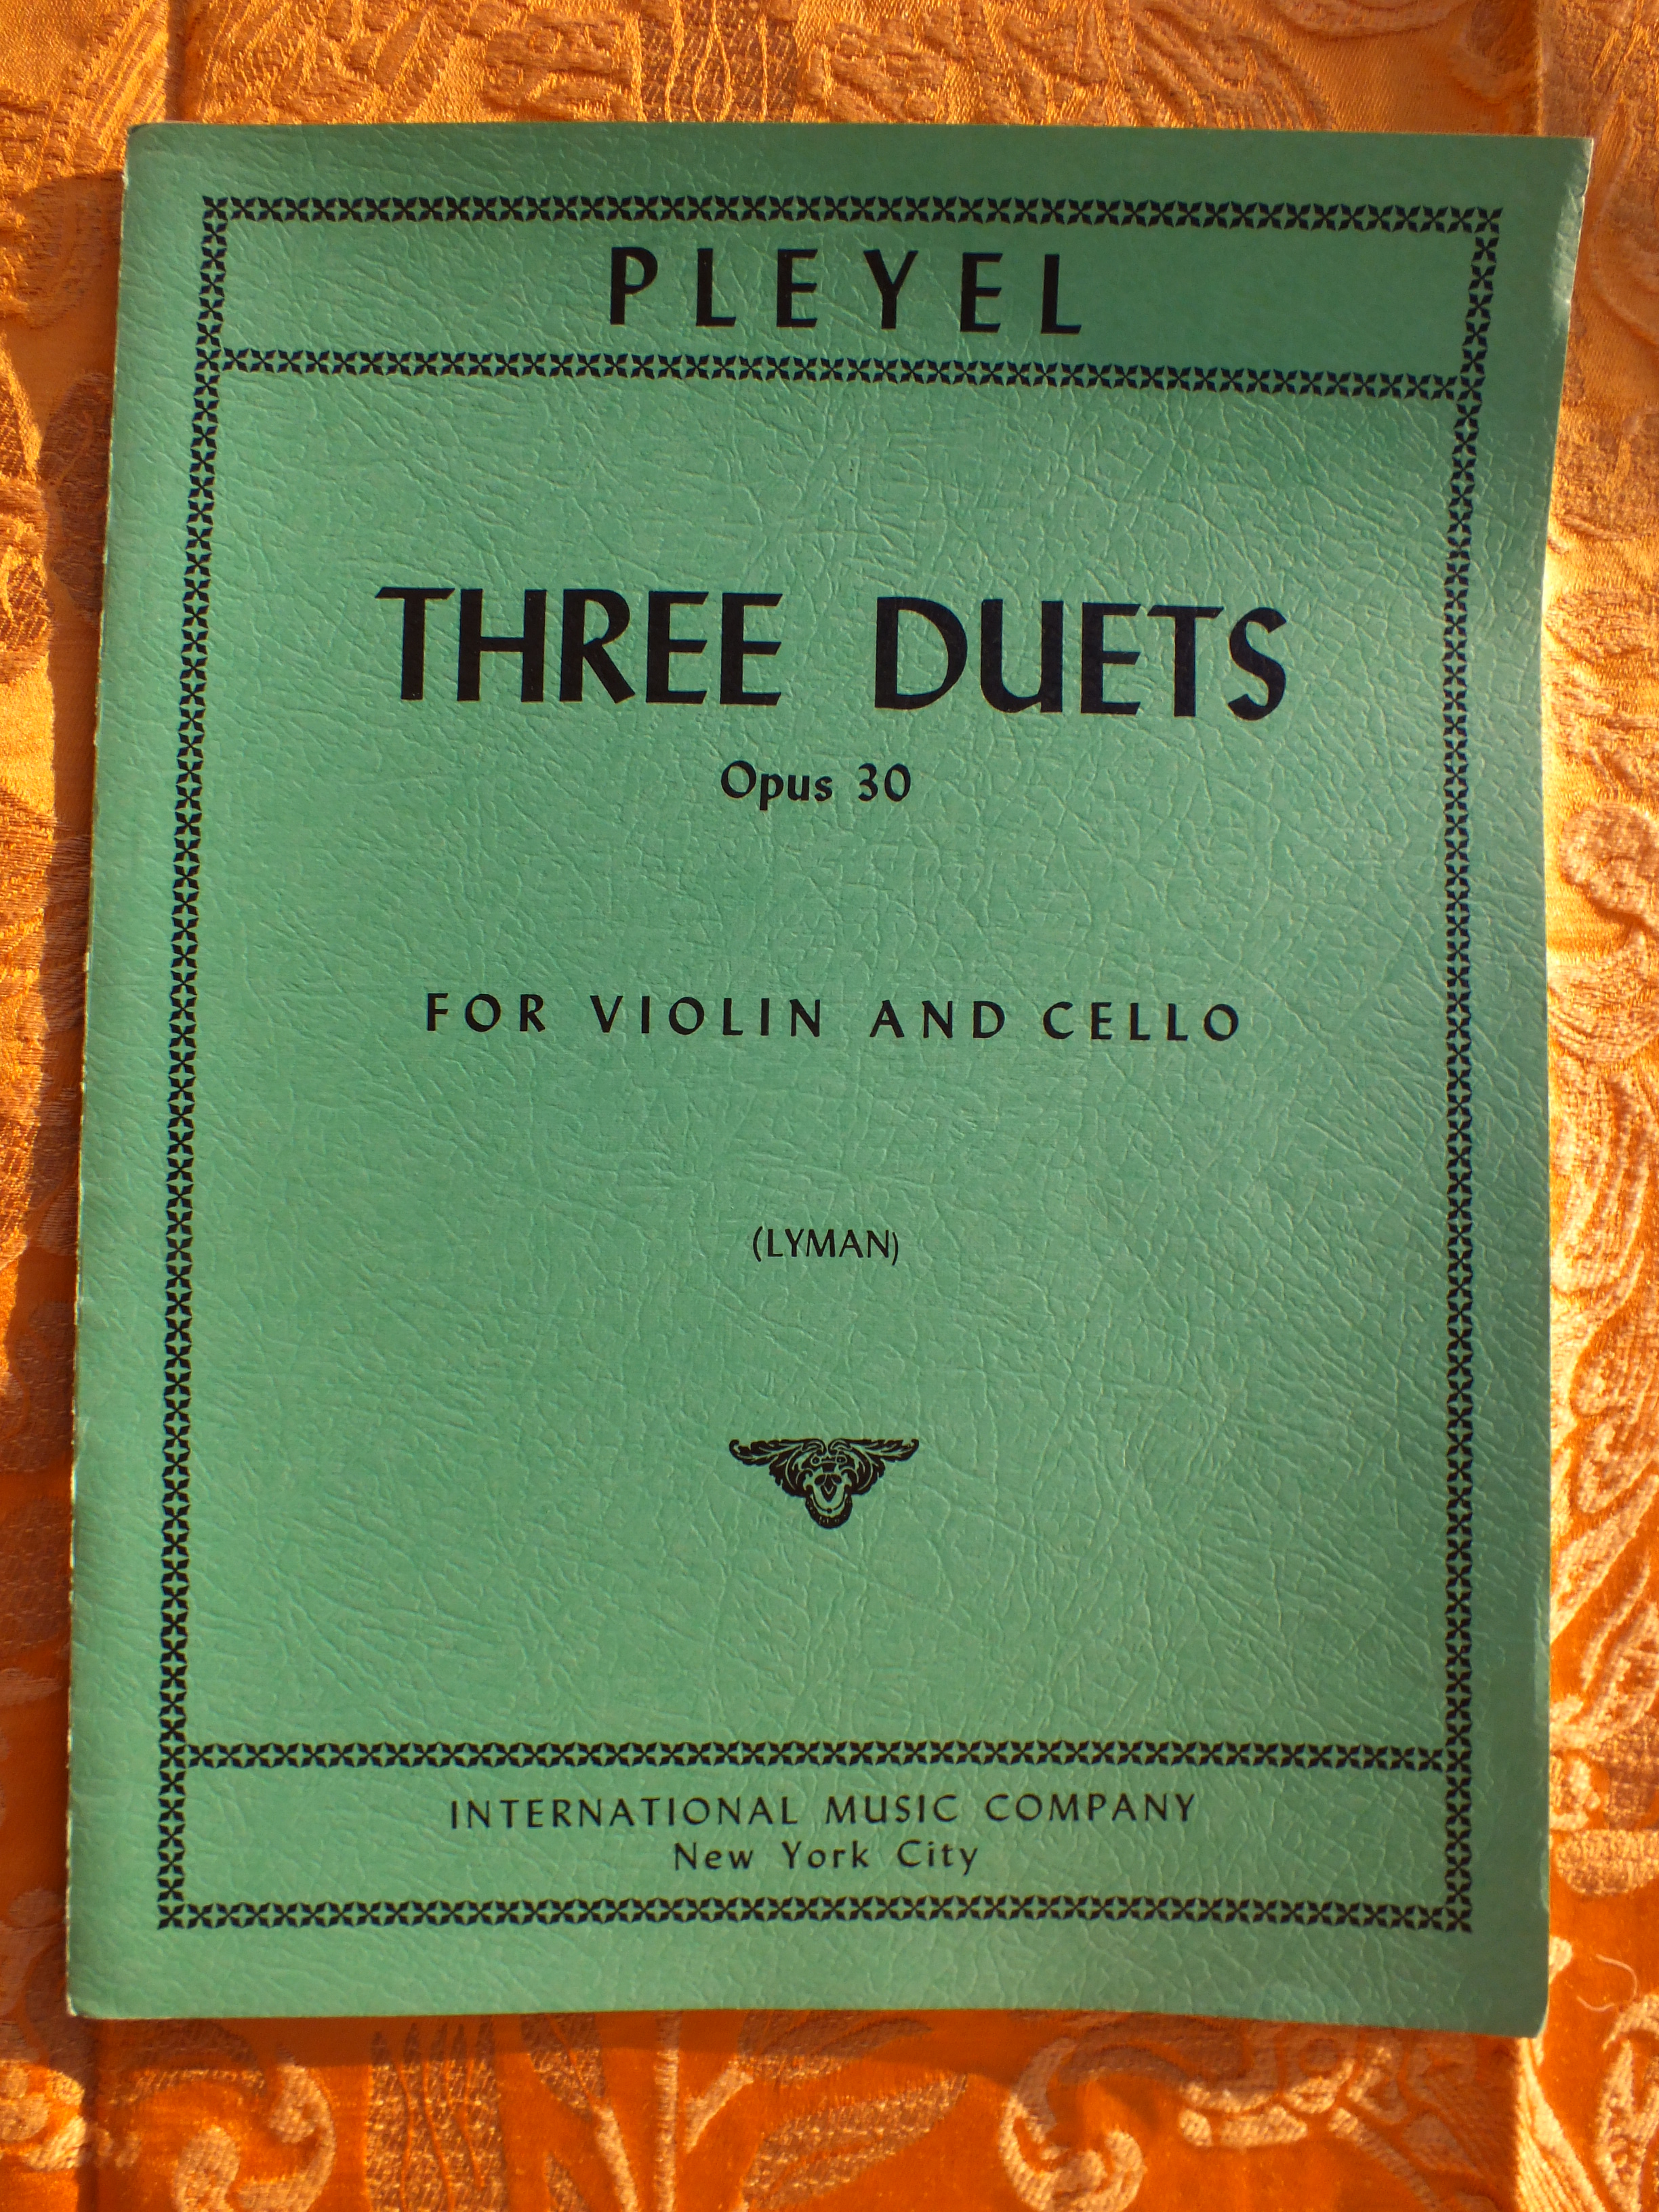 PLEYEL
THREE DUETS
Opus 30
FOR VIOLIN AND CELLO
(LYMAN)
INTERNATIONAL MUSIC COMPANY
New York City